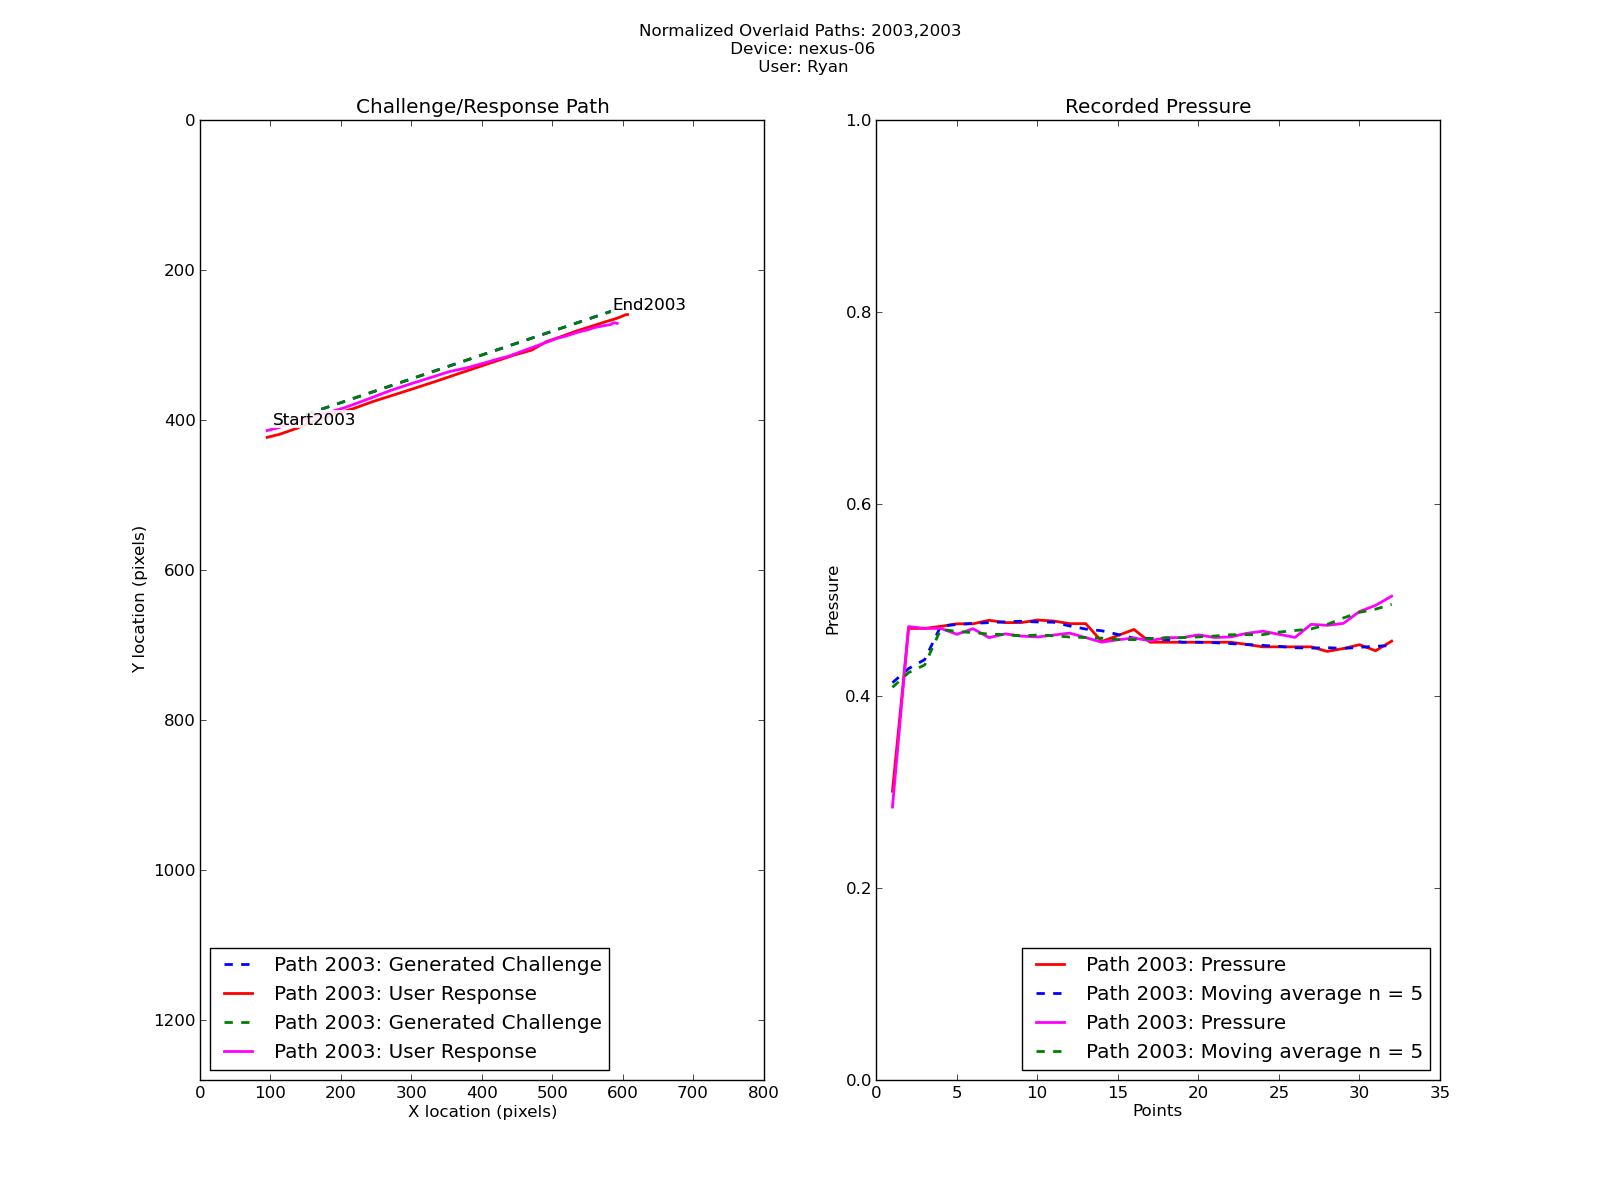 Normalized Overlaid Paths: 2003,2003
Device: nexus-06
User: Ryan
Challenge/Response Path
0
200
400
600
800
1000
1200
Y location (pixels)
End2003
Start2003
Path 2003: Generated Challenge
Path 2003: User Response
Path 2003: Generated Challenge
Path 2003: User Response
0 100 200 300 400 500 600 700 800
X location (pixels)
Recorded Pressure
1.0
0.8
0.6
0.4
0.2
0.0
Pressure
Path 2003: Pressure
Path 2003: Moving average n = 5
Path 2003: Pressure
Path 2003: Moving average n = 5
0 5 10 15 20 25 30 35
Points